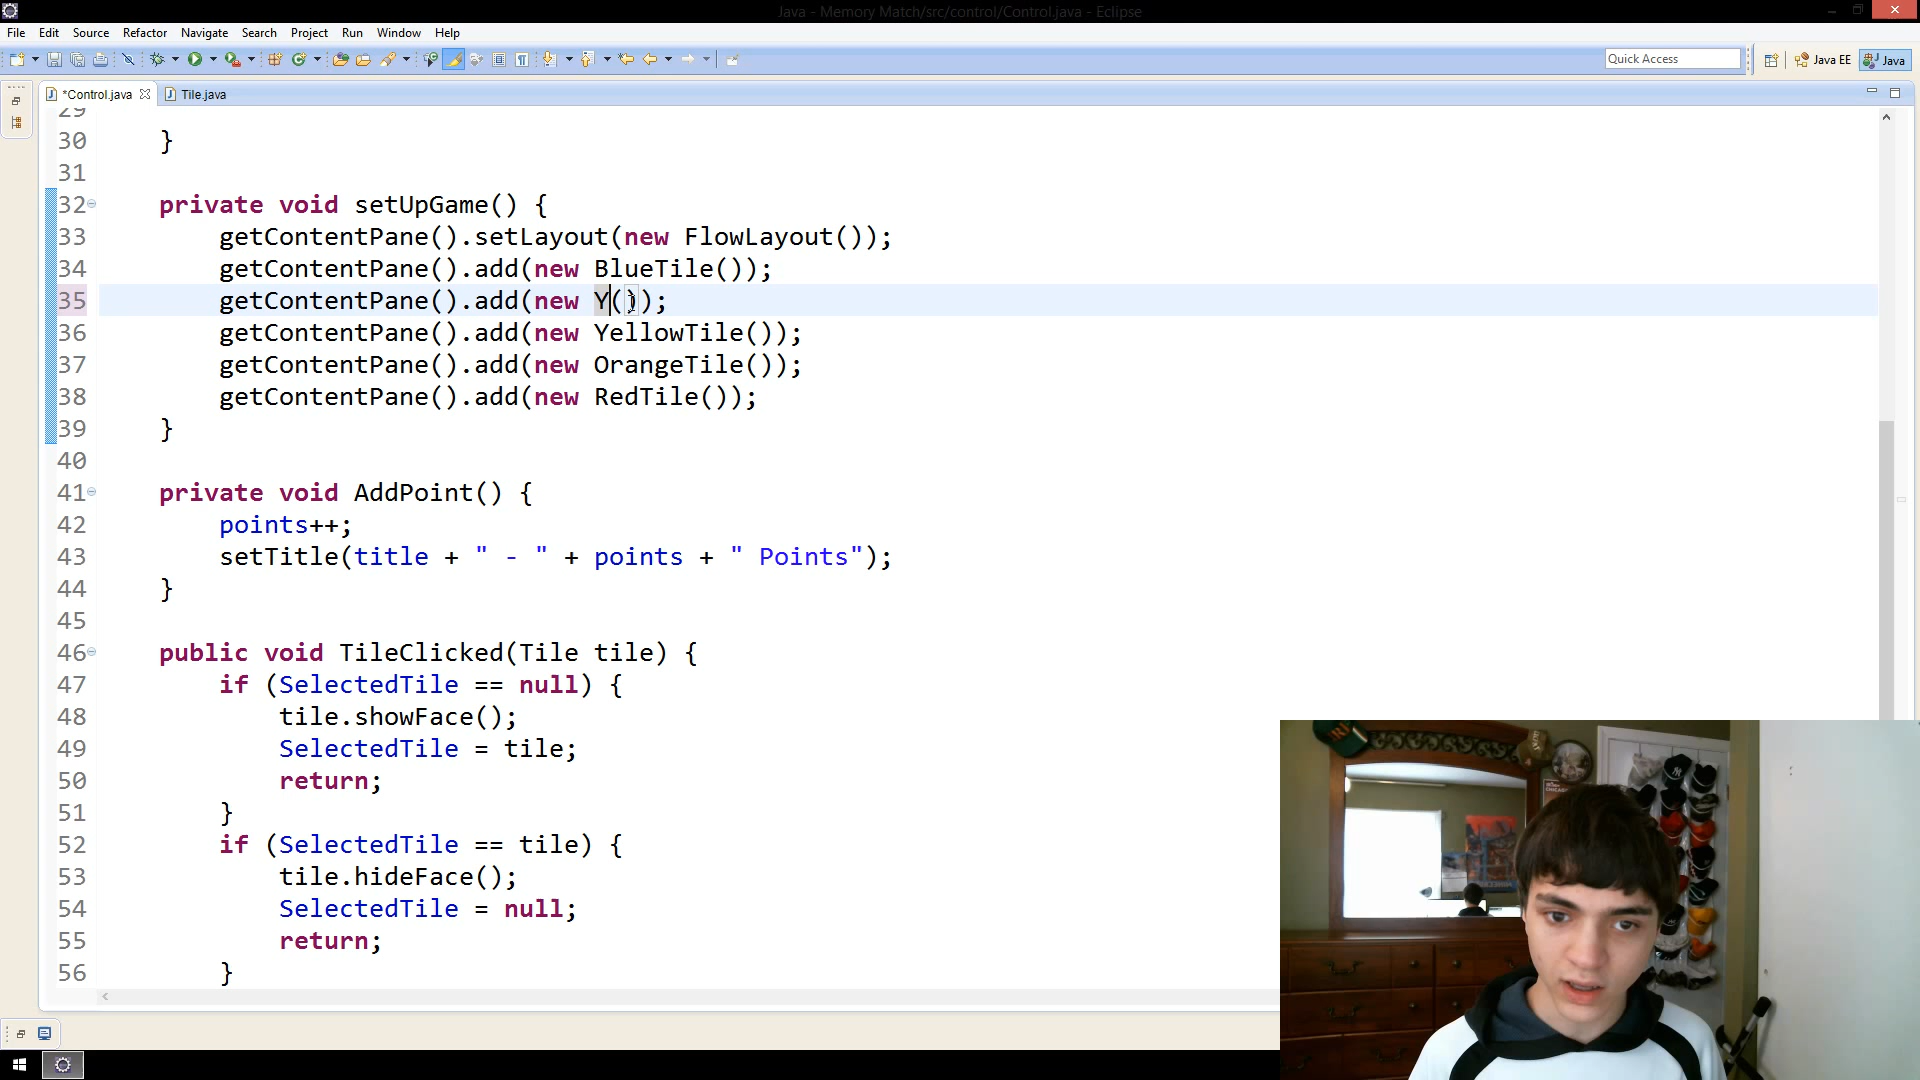 Java - Memory Match/src/control/Control.java - Eclipse
File Edit Source Refactor Navigate Search Project Run Window Help
Quick Access
Java EE
Java
*Control.java
Tile.java
29
30 }
31
32 private void setUpGame() {
33 getContentPane().setLayout(new FlowLayout());
34 getContentPane().add(new BlueTile());
35 getContentPane().add(new Y());
36 getContentPane().add(new YellowTile());
37 getContentPane().add(new OrangeTile());
38 getContentPane().add(new RedTile());
39 }
40
41 private void AddPoint() {
42 points++;
43 setTitle(title + " - " + points + " Points");
44 }
45
46 public void TileClicked(Tile tile) {
47 if (SelectedTile == null) {
48 tile.showFace();
49 SelectedTile = tile;
50 return;
51 }
52 if (SelectedTile == tile) {
53 tile.hideFace();
54 SelectedTile = null;
55 return;
56 }